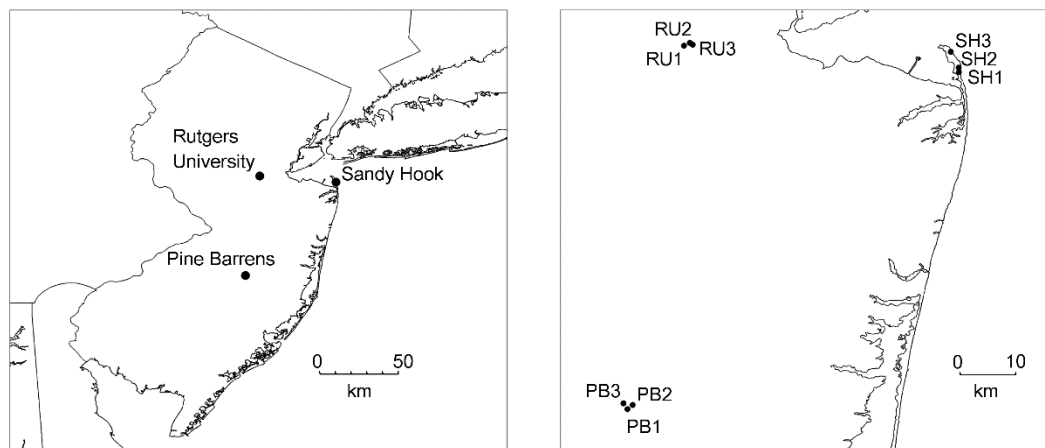 Rutgers
University
Sandy Hook
Pine Barrens
0 50
km
RU2
RU1 RU3
SH3
SH2
SH1
PB3 PB2
PB1
0 10
km